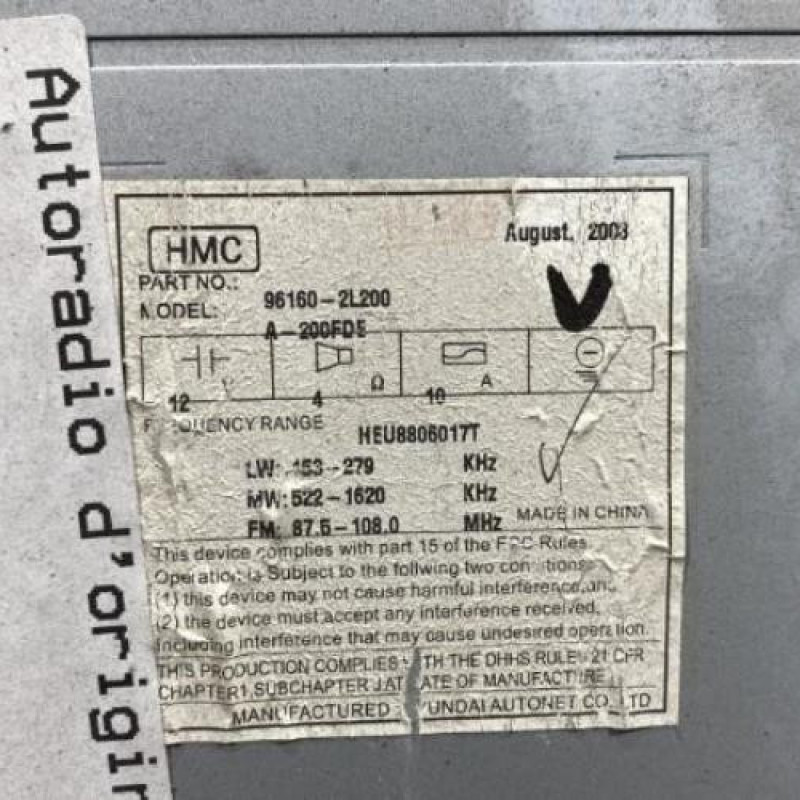 Autoradio d'origin
HMC
August. 2008
PART NO.:
96160-2L200
MODEL:
A-200FDE
V Ω A
12 4 10
FREQUENCY RANGE
HEU8806017T
LW: 153-279 KHz
MW: 522-1620 KHz
FM: 87.5-108.0 MHz
MADE IN CHINA
This device complies with part 15 of the FCC Rules
Operation is Subject to the follwing two conditions
(1) this device may not cause harmful interference, and
(2) the device must accept any interference received,
including interference that may cause undesired operation.
THIS PRODUCTION COMPLIES WITH THE DHHS RULE 21 CFR
CHAPTER1, SUBCHAPTER J AT DATE OF MANUFACTURE
MANUFACTURED HYUNDAI AUTONET CO., LTD